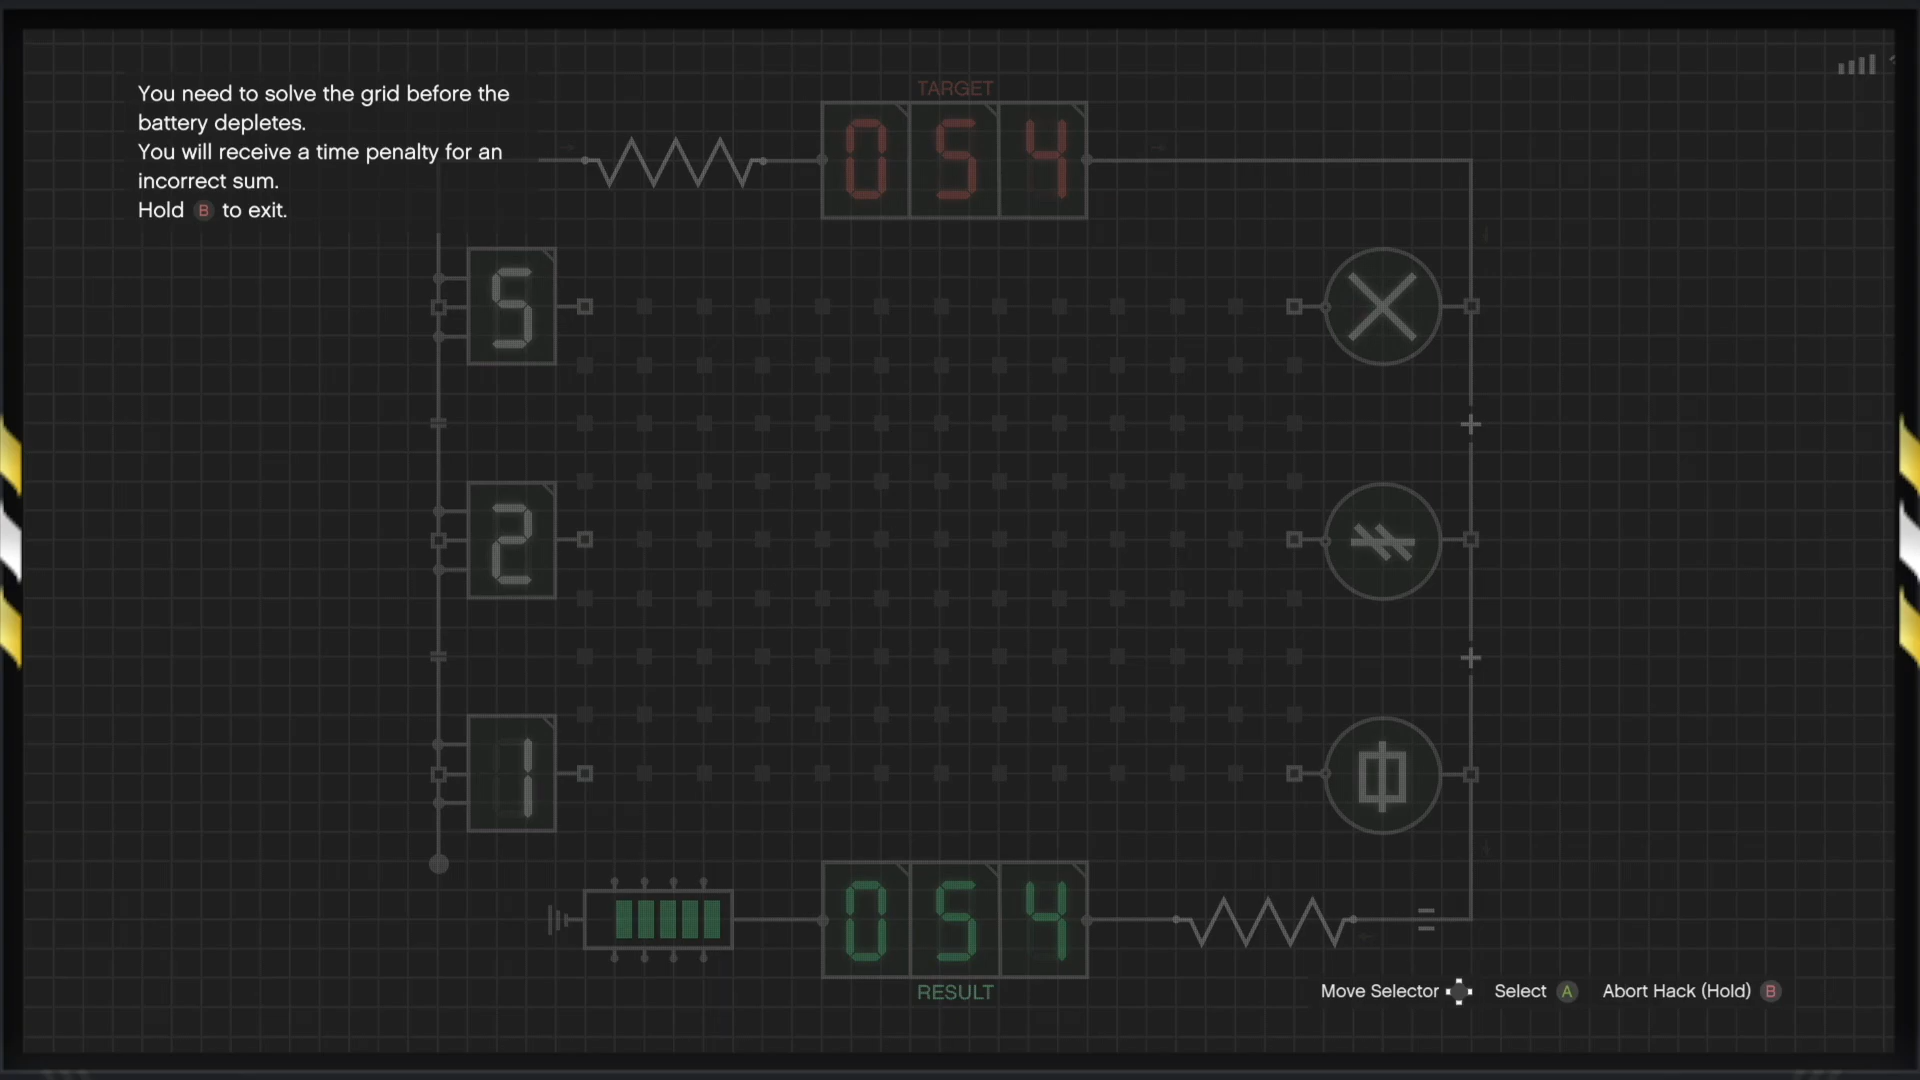 You need to solve the grid before the
battery depletes.
You will receive a time penalty for an
incorrect sum.
Hold B to exit.
TARGET
054
5
2
1
054
RESULT
Move Selector Select A Abort Hack (Hold) B